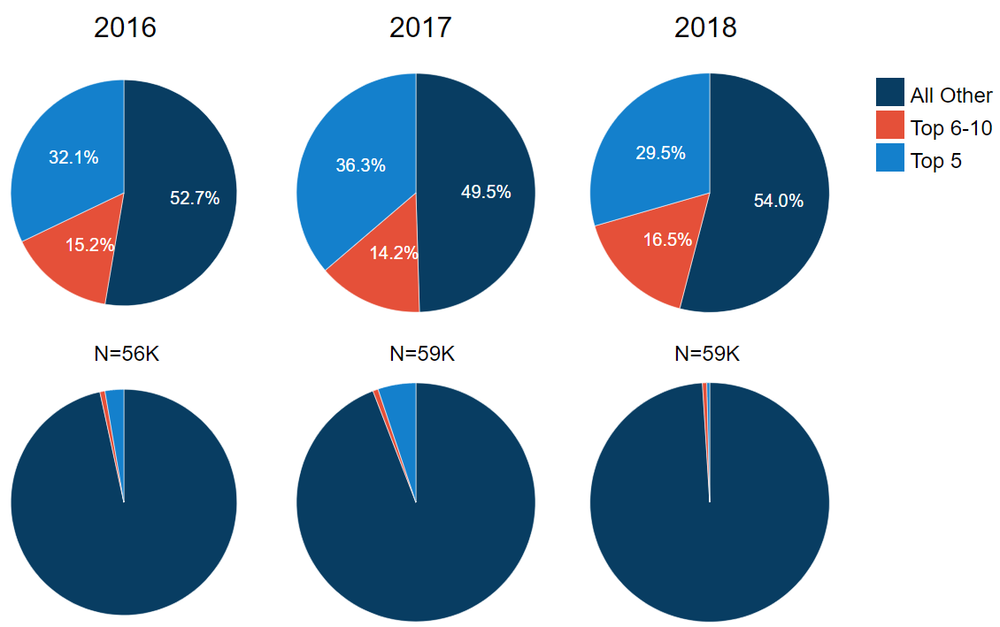 2016
2017
2018
All Other
Top 6-10
Top 5
32.1%
52.7%
15.2%
36.3%
49.5%
14.2%
29.5%
54.0%
16.5%
N=56K
N=59K
N=59K